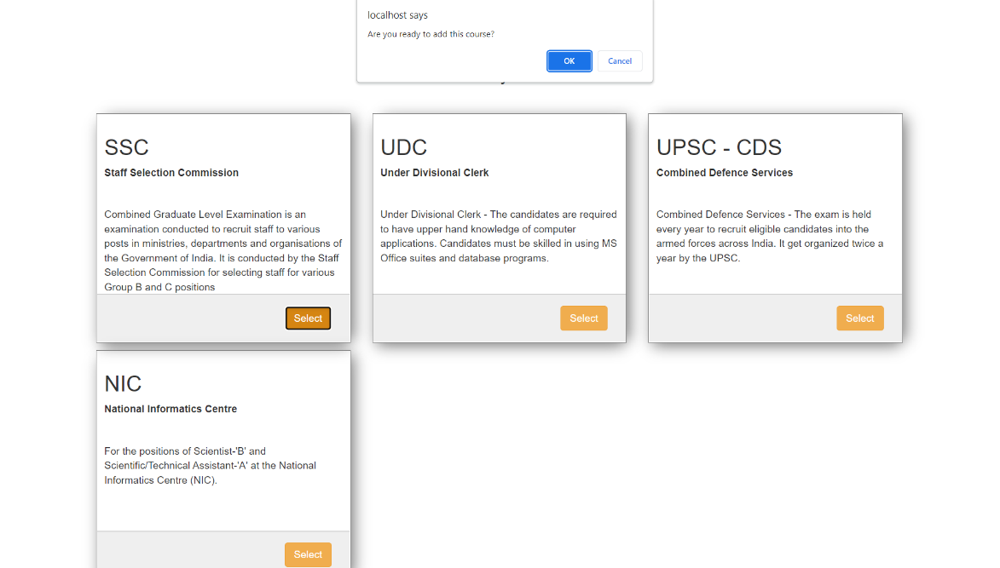 localhost says
Are you ready to add this course?
OK
Cancel
SSC
Staff Selection Commission
Combined Graduate Level Examination is an
examination conducted to recruit staff to various
posts in ministries, departments and organisations of
the Government of India. It is conducted by the Staff
Selection Commission for selecting staff for various
Group B and C positions
Select
UDC
Under Divisional Clerk
Under Divisional Clerk - The candidates are required
to have upper hand knowledge of computer
applications. Candidates must be skilled in using MS
Office suites and database programs.
Select
UPSC - CDS
Combined Defence Services
Combined Defence Services - The exam is held
every year to recruit eligible candidates into the
armed forces across India. It get organized twice a
year by the UPSC.
Select
NIC
National Informatics Centre
For the positions of Scientist-'B' and
Scientific/Technical Assistant-'A' at the National
Informatics Centre (NIC).
Select